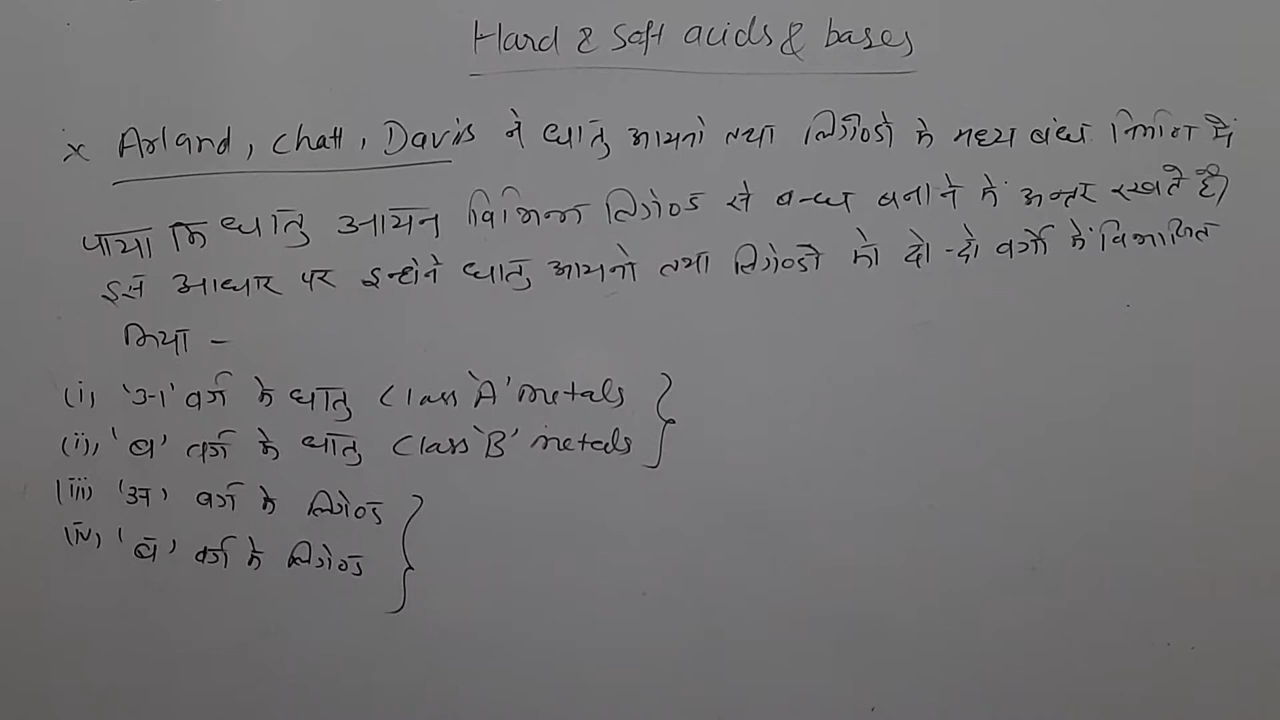 Hard & Soft acids & bases
× Arland, Chatt, Davis ने धातु आयनो तथा लिगेंडो के मध्य बंध निर्माण में
पाया कि धातु आयन विभिन्न लिगेण्ड से बन्ध बनाने में अन्तर रखते है,
इस आधार पर इन्होने धातु आयनो तथा लिगेण्डो को दो-दो वर्गो में विभाजित
किया -
(i) 'अ' वर्ग के धातु Class 'A' metals
(ii) 'ब' वर्ग के धातु Class 'B' metals
(iii) 'अ' वर्ग के लिगेण्ड
(iv) 'ब' वर्ग के लिगेण्ड